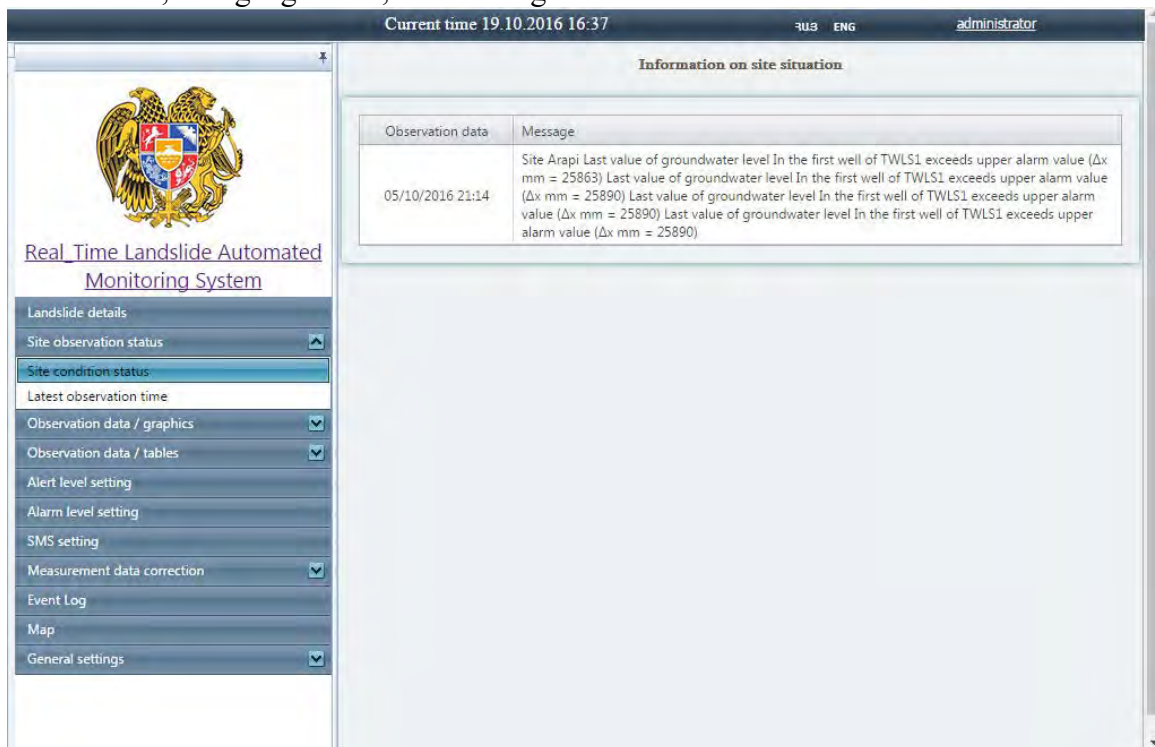 Current time 19.10.2016 16:37
ՀԱՅ ENG
administrator
Information on site situation
Real_Time Landslide Automated
Monitoring System
Landslide details
Site observation status
Site condition status
Latest observation time
Observation data / graphics
Observation data / tables
Alert level setting
Alarm level setting
SMS setting
Measurement data correction
Event Log
Map
General settings
Observation data Message
05/10/2016 21:14
Site Arapi Last value of groundwater level In the first well of TWLS1 exceeds upper alarm value (Δx
mm = 25863) Last value of groundwater level In the first well of TWLS1 exceeds upper alarm value
(Δx mm = 25890) Last value of groundwater level In the first well of TWLS1 exceeds upper alarm
value (Δx mm = 25890) Last value of groundwater level In the first well of TWLS1 exceeds upper
alarm value (Δx mm = 25890)